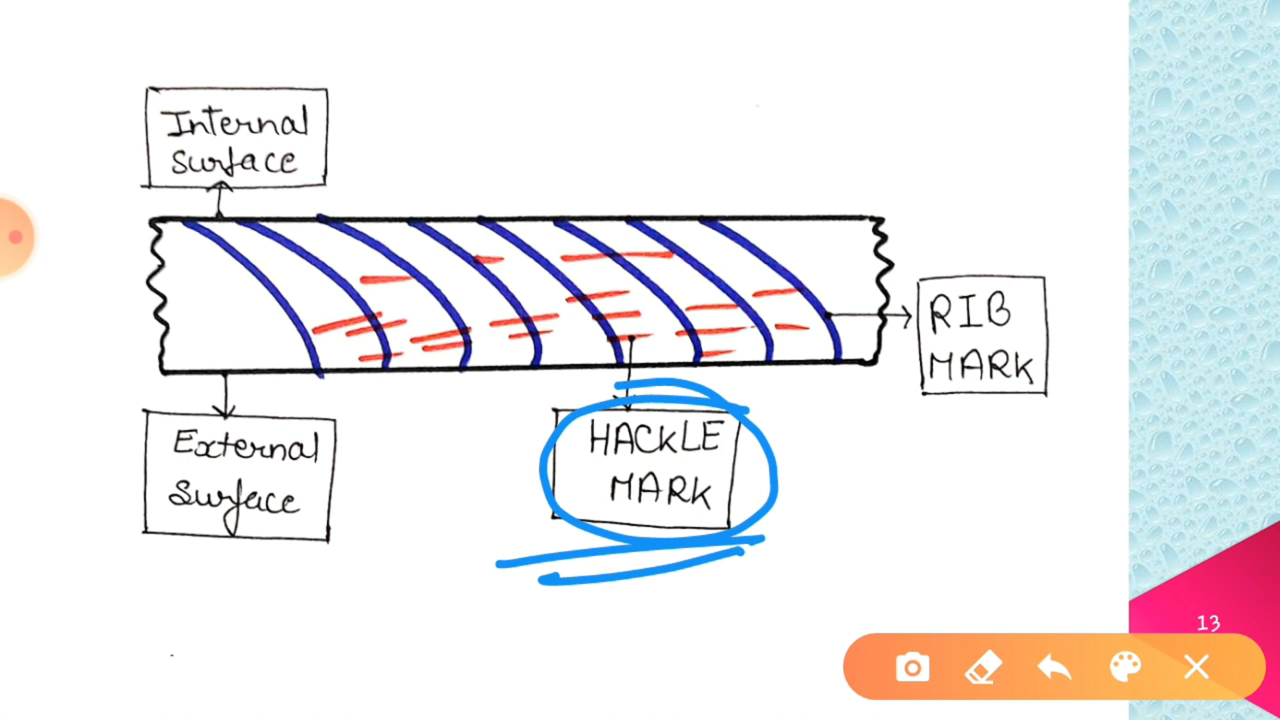 Internal
surface
RIB
MARK
External
surface
HACKLE
MARK
13